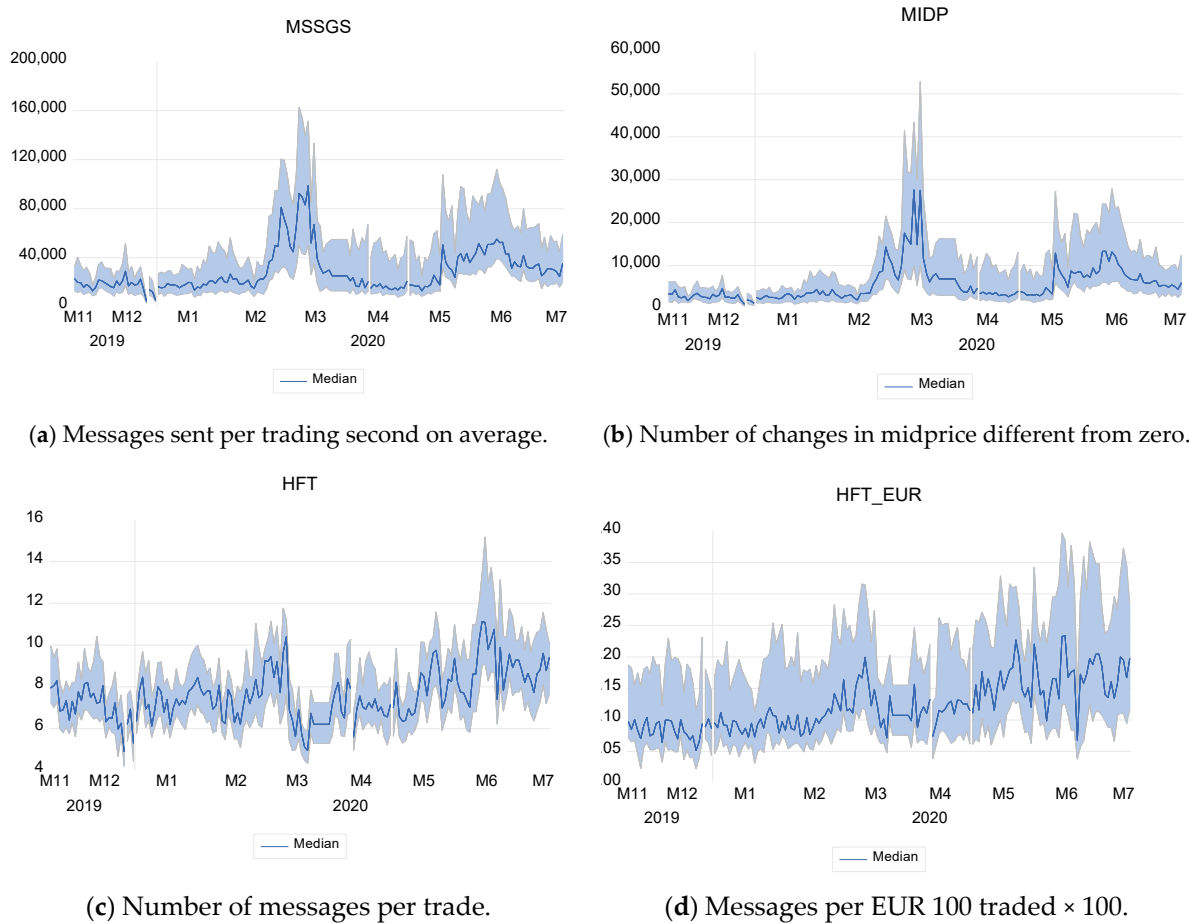 MSSGS
200,000
160,000
120,000
80,000
40,000
0
M11 M12 M1 M2 M3 M4 M5 M6 M7
2019 2020
Median
(a) Messages sent per trading second on average.
MIDP
60,000
50,000
40,000
30,000
20,000
10,000
0
M11 M12 M1 M2 M3 M4 M5 M6 M7
2019 2020
Median
(b) Number of changes in midprice different from zero.
HFT
16
14
12
10
8
6
4
M11 M12 M1 M2 M3 M4 M5 M6 M7
2019 2020
Median
(c) Number of messages per trade.
HFT_EUR
.40
.35
.30
.25
.20
.15
.10
.05
.00
M11 M12 M1 M2 M3 M4 M5 M6 M7
2019 2020
Median
(d) Messages per EUR 100 traded × 100.